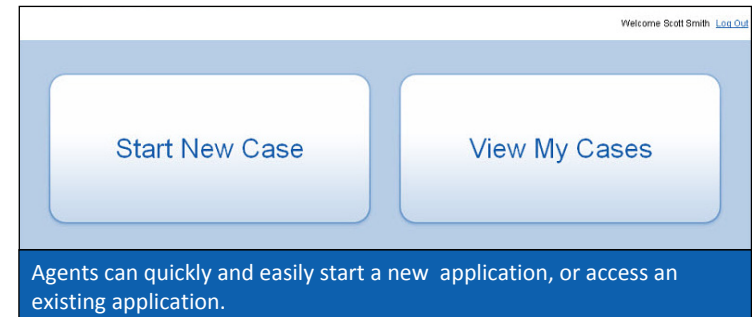 Welcome Scott Smith Log Out
Start New Case View My Cases
Agents can quickly and easily start a new application, or access an
existing application.